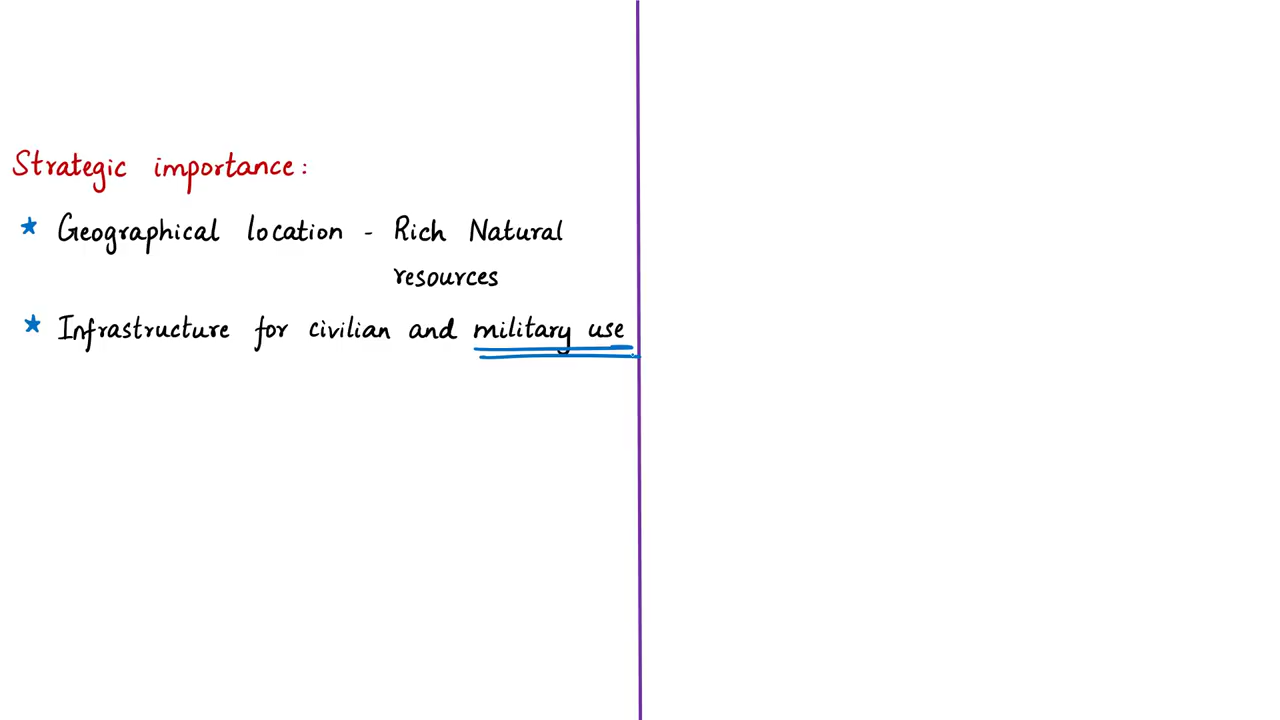 Strategic importance:
★ Geographical location - Rich Natural
resources
★ Infrastructure for civilian and military use